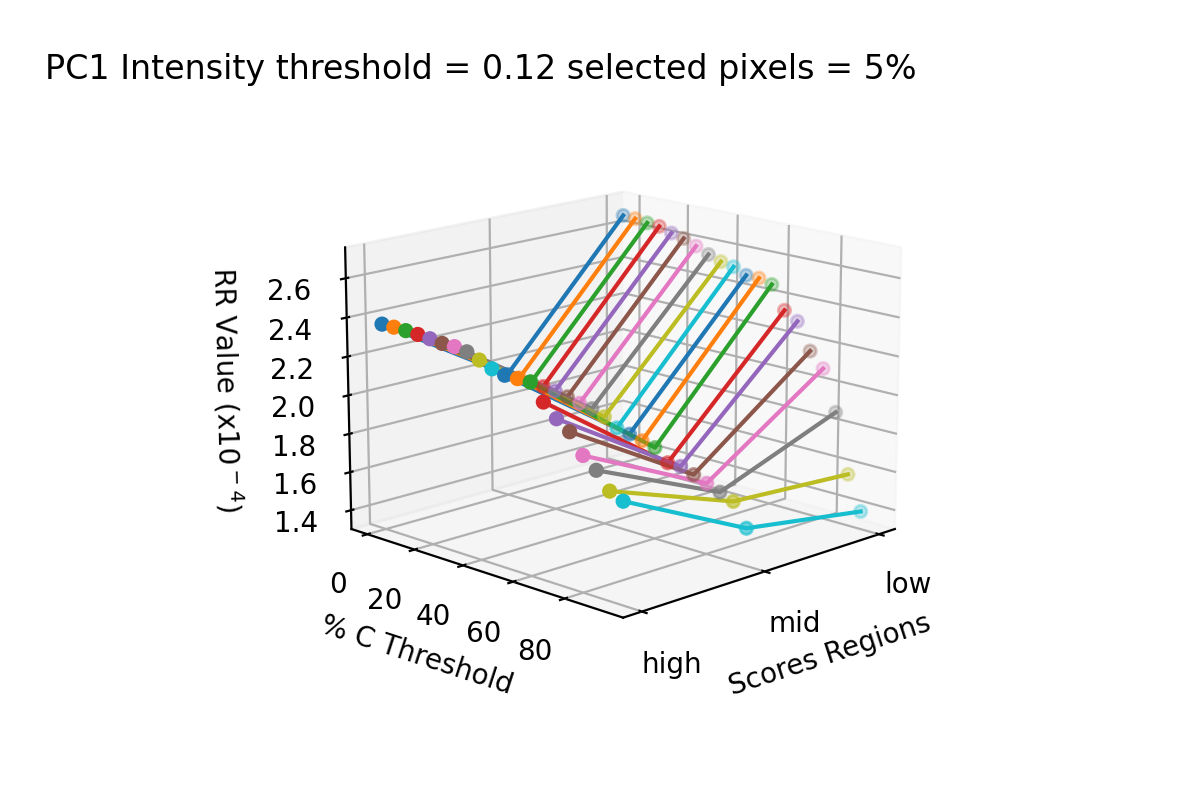 PC1 Intensity threshold = 0.12 selected pixels = 5%
RR Value (x10⁻⁴)
2.6
2.4
2.2
2.0
1.8
1.6
1.4
0
20
40
60
80
% C Threshold
high
mid
low
Scores Regions